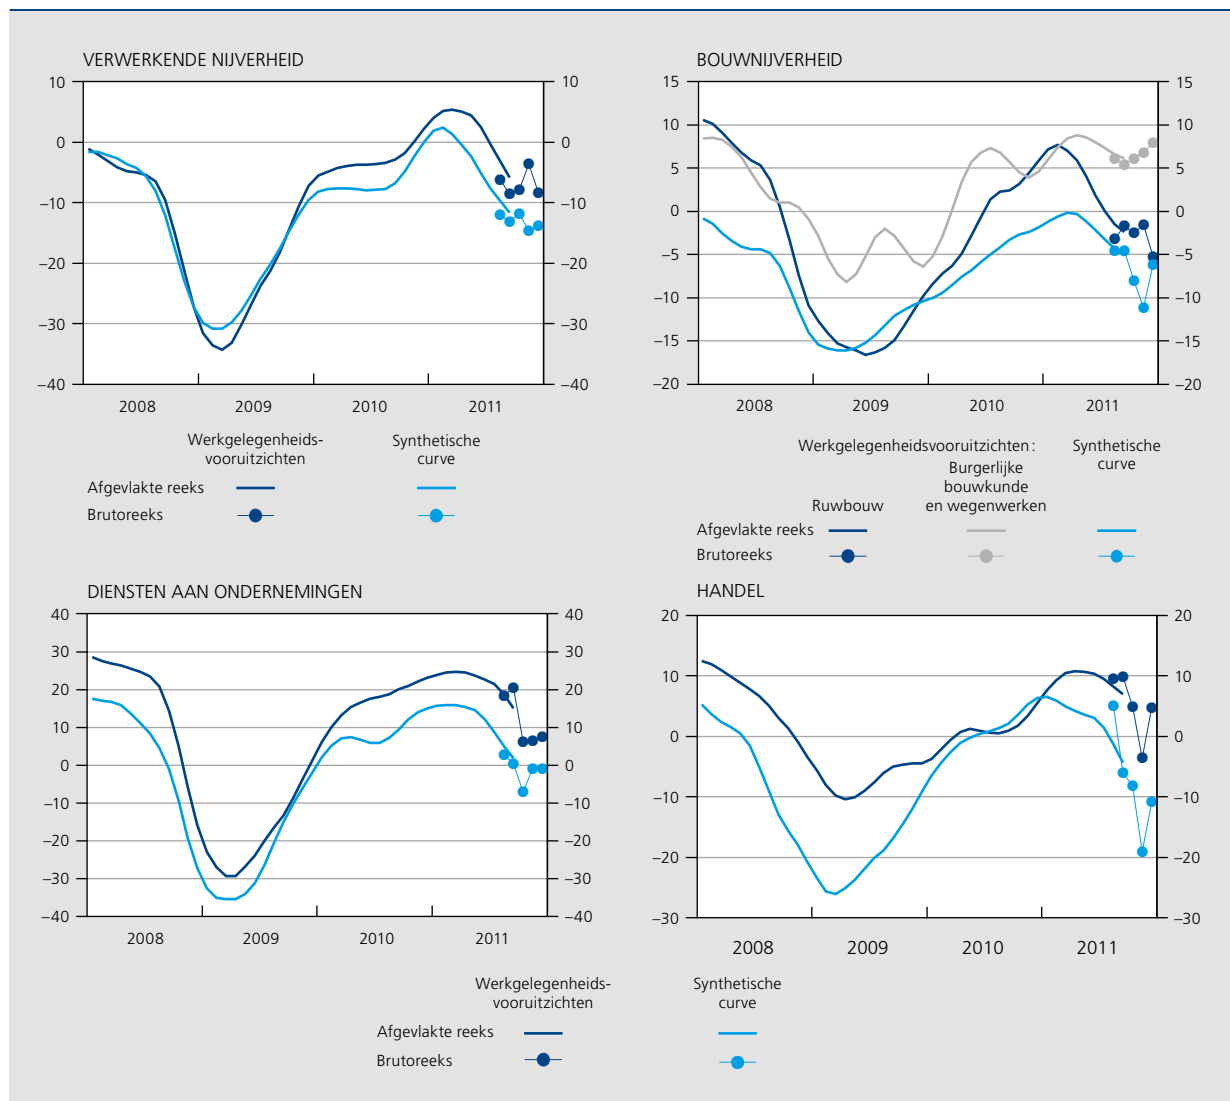 VERWERKENDE NIJVERHEID
10 10
0 0
–10 –10
–20 –20
–30 –30
–40 –40
2008 2009 2010 2011
Werkgelegenheids-
vooruitzichten
Synthetische
curve
Afgevlakte reeks
Brutoreeks
BOUWNIJVERHEID
15 15
10 10
5 5
0 0
–5 –5
–10 –10
–15 –15
–20 –20
2008 2009 2010 2011
Werkgelegenheidsvooruitzichten :
Synthetische
curve
Ruwbouw
Burgerlijke
bouwkunde
en wegenwerken
Afgevlakte reeks
Brutoreeks
DIENSTEN AAN ONDERNEMINGEN
40 40
30 30
20 20
10 10
0 0
–10 –10
–20 –20
–30 –30
–40 –40
2008 2009 2010 2011
HANDEL
20 20
10 10
0 0
–10 –10
–20 –20
–30 –30
2008 2009 2010 2011
Werkgelegenheids-
vooruitzichten
Synthetische
curve
Afgevlakte reeks
Brutoreeks